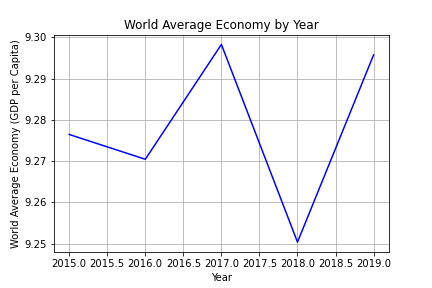 World Average Economy by Year
World Average Economy (GDP per Capita)
9.30
9.29
9.28
9.27
9.26
9.25
2015.0 2015.5 2016.0 2016.5 2017.0 2017.5 2018.0 2018.5 2019.0
Year